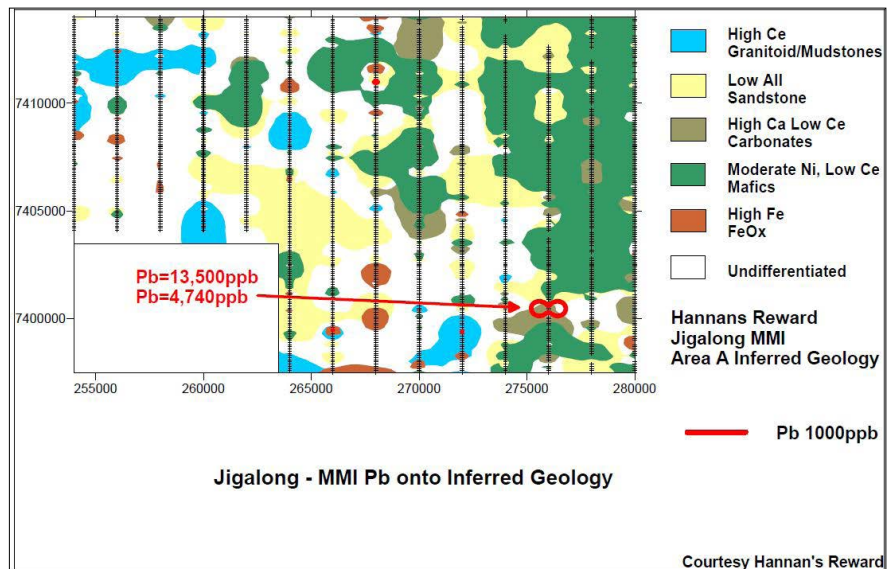 7410000
7405000
7400000
255000 260000 265000 270000 275000 280000
Pb=13,500ppb
Pb=4,740ppb
High Ce
Granitoid/Mudstones
Low All
Sandstone
High Ca Low Ce
Carbonates
Moderate Ni, Low Ce
Mafics
High Fe
FeOx
Undifferentiated
Hannans Reward
Jigalong MMI
Area A Inferred Geology
Pb 1000ppb
Jigalong - MMI Pb onto Inferred Geology
Courtesy Hannan's Reward